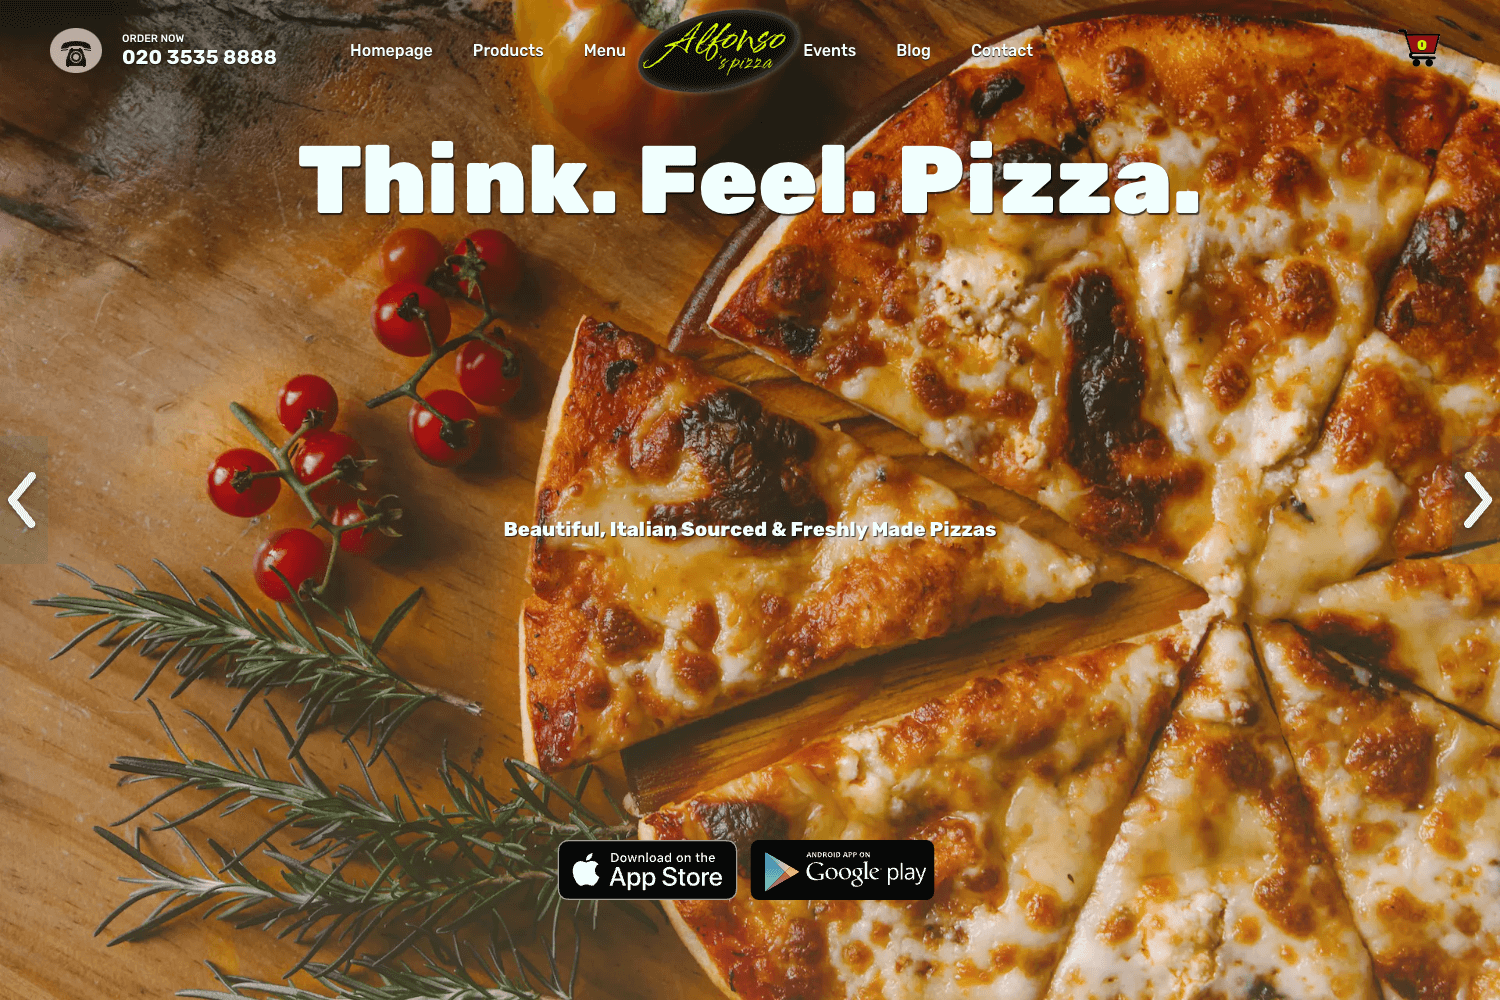 ORDER NOW
020 3535 8888
Homepage
Products
Menu
Alfonso
's pizza
Events
Blog
Contact
0
Think. Feel. Pizza.
Beautiful, Italian Sourced & Freshly Made Pizzas
Download on the
App Store
ANDROID APP ON
Google play